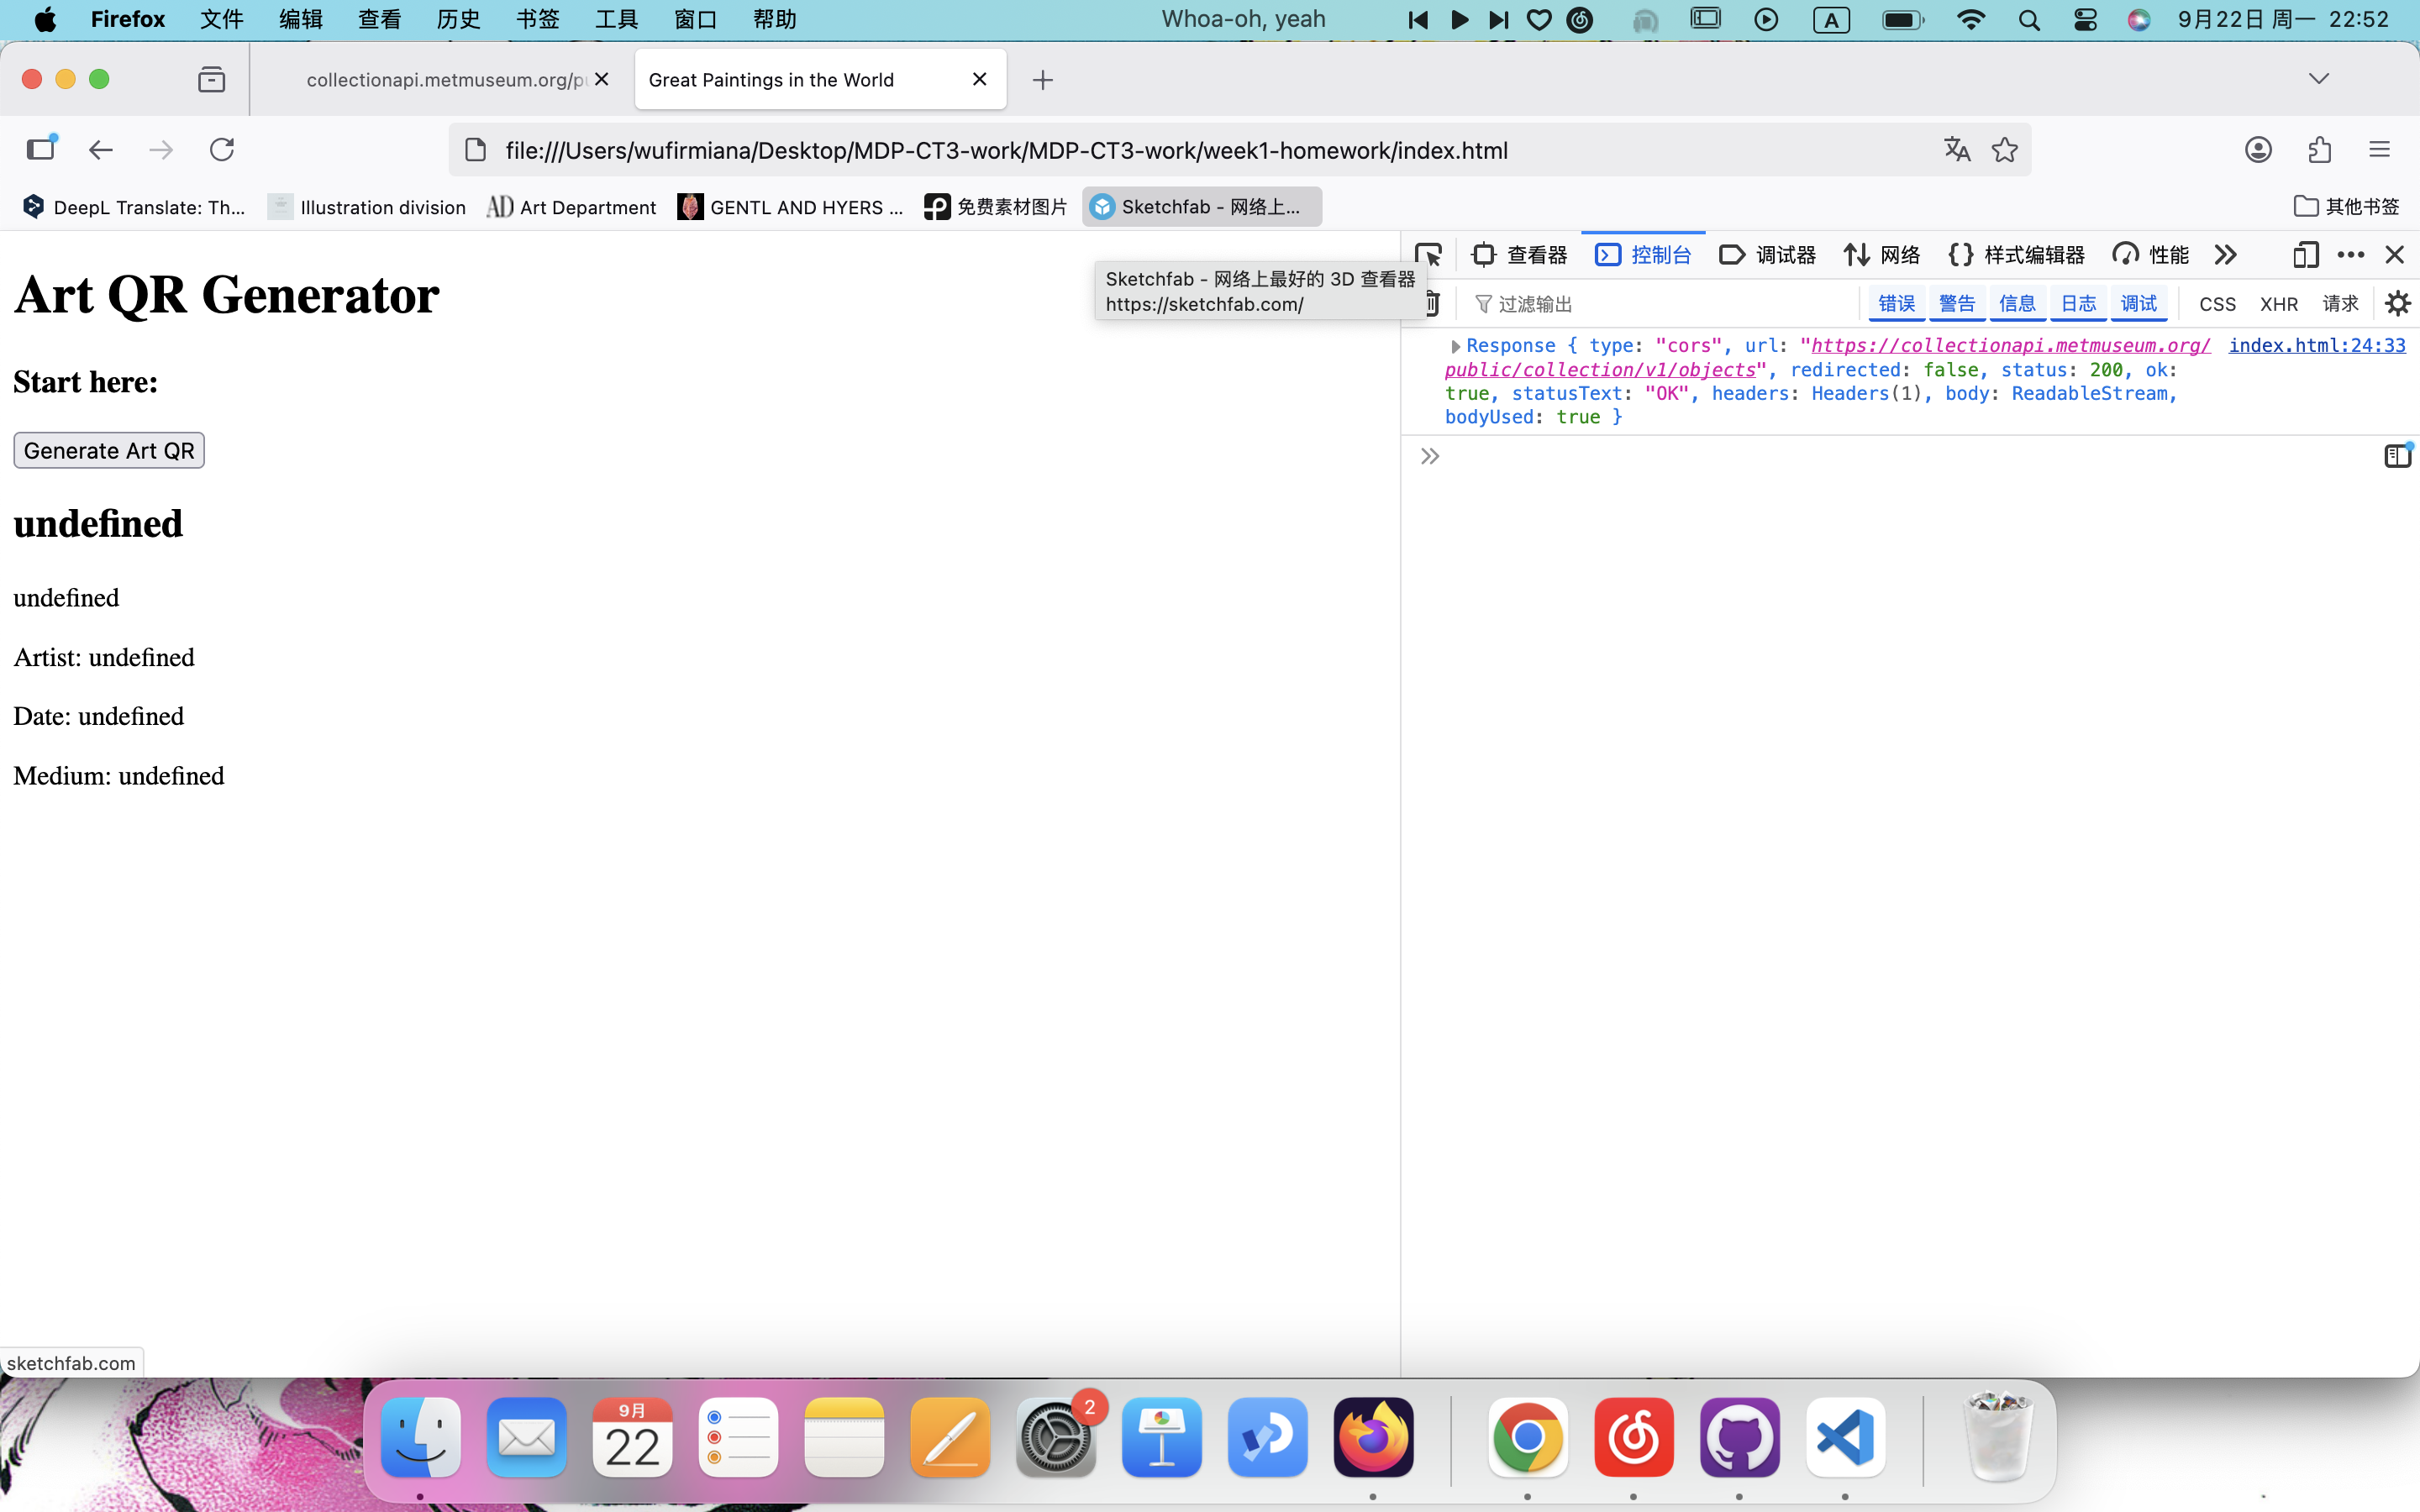 Firefox 文件 编辑 查看 历史 书签 工具 窗口 帮助 Whoa-oh, yeah A 9月22日 周一 22:52
collectionapi.metmuseum.org/pu Great Paintings in the World
file:///Users/wufirmiana/Desktop/MDP-CT3-work/MDP-CT3-work/week1-homework/index.html
DeepL Translate: Th... Illustration division AD Art Department GENTL AND HYERS ... 免费素材图片 Sketchfab - 网络上... 其他书签
查看器 控制台 调试器 网络 样式编辑器 性能
Sketchfab - 网络上最好的 3D 查看器
https://sketchfab.com/
过滤输出 错误 警告 信息 日志 调试 CSS XHR 请求
Response { type: "cors", url: "https://collectionapi.metmuseum.org/ index.html:24:33
public/collection/v1/objects", redirected: false, status: 200, ok:
true, statusText: "OK", headers: Headers(1), body: ReadableStream,
bodyUsed: true }
Art QR Generator
Start here:
Generate Art QR
undefined
undefined
Artist: undefined
Date: undefined
Medium: undefined
sketchfab.com
9月
22
2